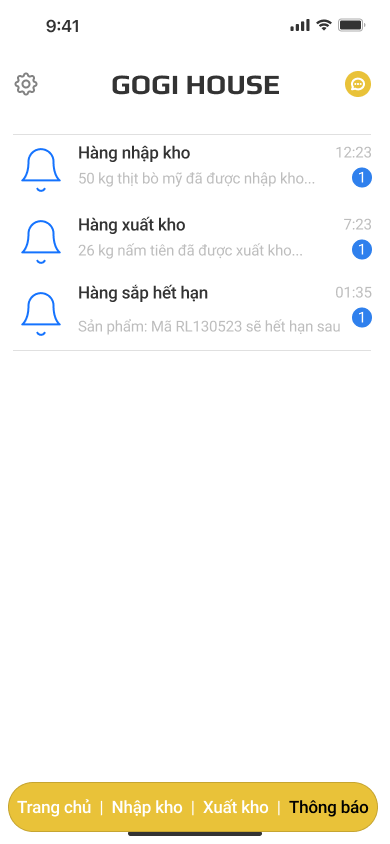 9:41
GOGI HOUSE
Hàng nhập kho 12:23
50 kg thịt bò mỹ đã được nhập kho... 1
Hàng xuất kho 7:23
26 kg nấm tiên đã được xuất kho... 1
Hàng sắp hết hạn 01:35
Sản phẩm: Mã RL130523 sẽ hết hạn sau 1
Trang chủ | Nhập kho | Xuất kho | Thông báo